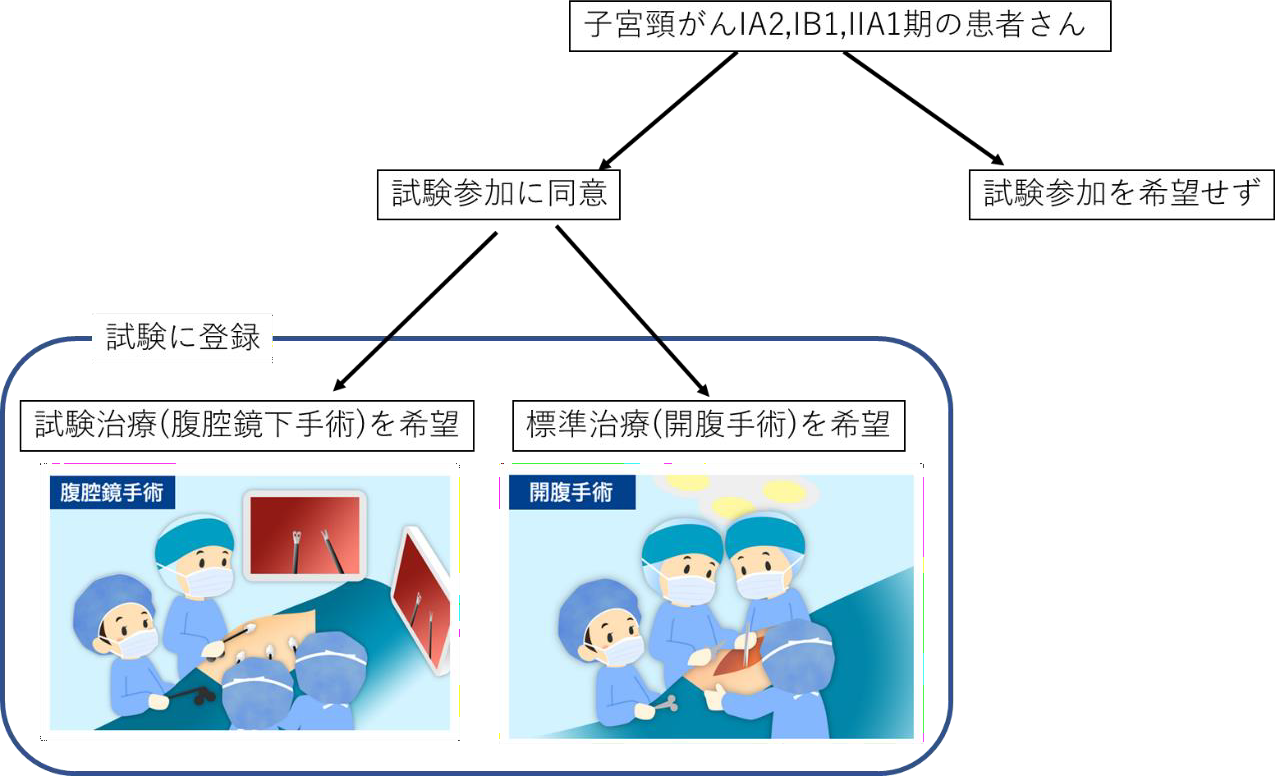 子宮頸がんIA2,IB1,IIA1期の患者さん
試験参加に同意
試験参加を希望せず
試験に登録
試験治療(腹腔鏡下手術)を希望
標準治療(開腹手術)を希望
腹腔鏡手術
開腹手術